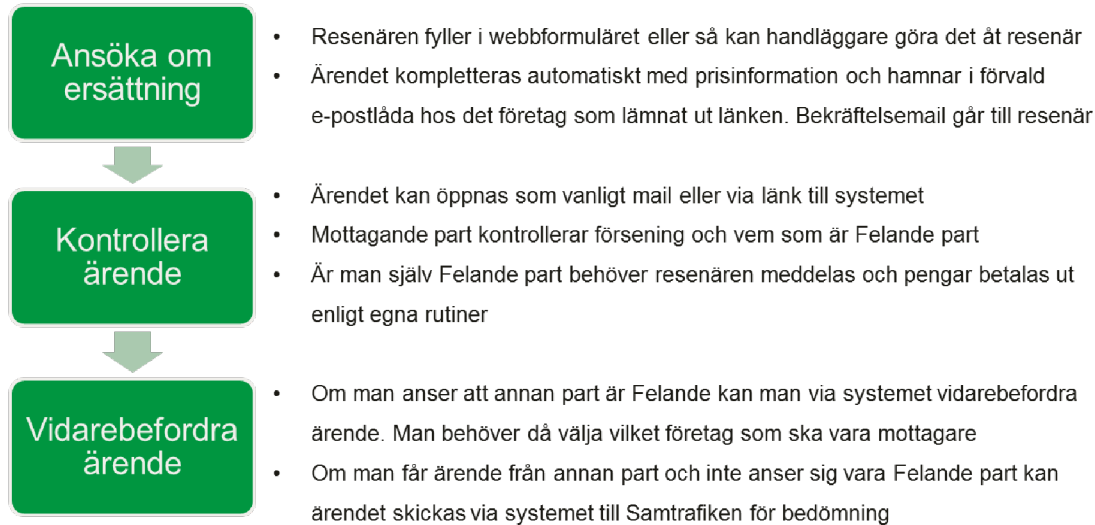 Ansöka om
ersättning
• Resenären fyller i webbformuläret eller så kan handläggare göra det åt resenär
• Ärendet kompletteras automatiskt med prisinformation och hamnar i förvald
e-postlåda hos det företag som lämnat ut länken. Bekräftelsemail går till resenär
Kontrollera
ärende
• Ärendet kan öppnas som vanligt mail eller via länk till systemet
• Mottagande part kontrollerar försening och vem som är Felande part
• Är man själv Felande part behöver resenären meddelas och pengar betalas ut
enligt egna rutiner
Vidarebefordra
ärende
• Om man anser att annan part är Felande kan man via systemet vidarebefordra
ärende. Man behöver då välja vilket företag som ska vara mottagare
• Om man får ärende från annan part och inte anser sig vara Felande part kan
ärendet skickas via systemet till Samtrafiken för bedömning